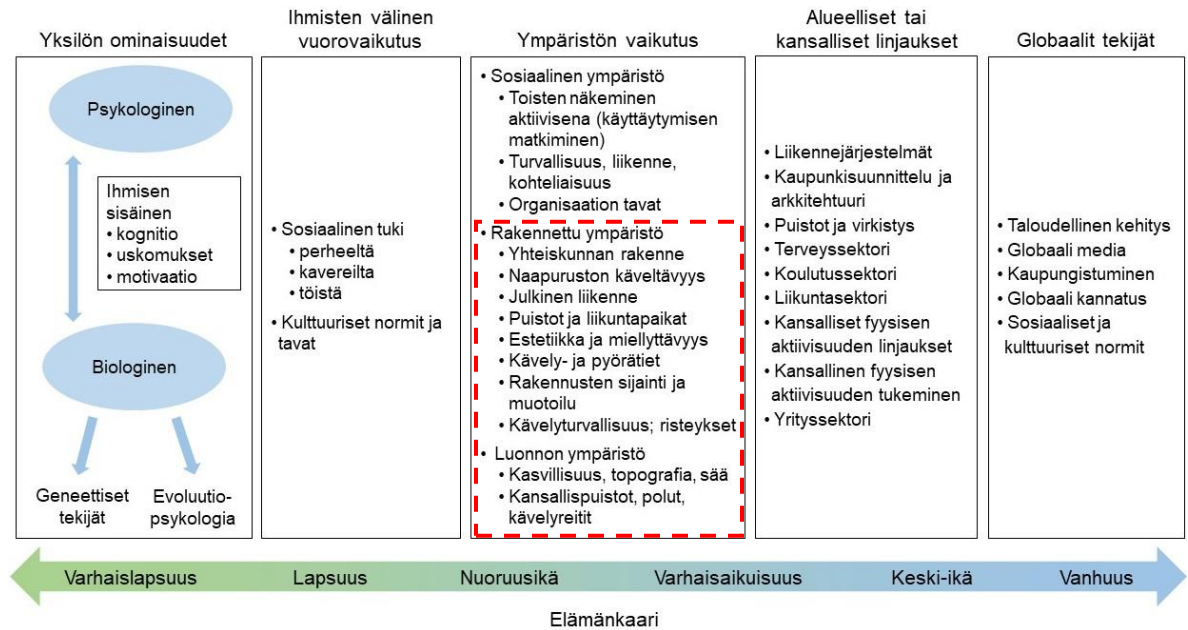 Yksilön ominaisuudet
Psykologinen
Ihmisen
sisäinen
• kognitio
• uskomukset
• motivaatio
Biologinen
Geneettiset
tekijät
Evoluutio-
psykologia
Ihmisten välinen
vuorovaikutus
• Sosiaalinen tuki
• perheeltä
• kavereilta
• töistä
• Kulttuuriset normit ja
tavat
Ympäristön vaikutus
• Sosiaalinen ympäristö
• Toisten näkeminen
aktiivisena (käyttäytymisen
matkiminen)
• Turvallisuus, liikenne,
kohteliaisuus
• Organisaation tavat
• Rakennettu ympäristö
• Yhteiskunnan rakenne
• Naapuruston käveltävyys
• Julkinen liikenne
• Puistot ja liikuntapaikat
• Estetiikka ja miellyttävyys
• Kävely- ja pyörätiet
• Rakennusten sijainti ja
muotoilu
• Kävelyturvallisuus; risteykset
• Luonnon ympäristö
• Kasvillisuus, topografia, sää
• Kansallispuistot, polut,
kävelyreitit
Alueelliset tai
kansalliset linjaukset
• Liikennejärjestelmät
• Kaupunkisuunnittelu ja
arkkitehtuuri
• Puistot ja virkistys
• Terveyssektori
• Koulutussektori
• Liikuntasektori
• Kansalliset fyysisen
aktiivisuuden linjaukset
• Kansallinen fyysisen
aktiivisuuden tukeminen
• Yrityssektori
Globaalit tekijät
• Taloudellinen kehitys
• Globaali media
• Kaupungistuminen
• Globaali kannatus
• Sosiaaliset ja
kulttuuriset normit
Varhaislapsuus Lapsuus Nuoruusikä Varhaisaikuisuus Keski-ikä Vanhuus
Elämänkaari